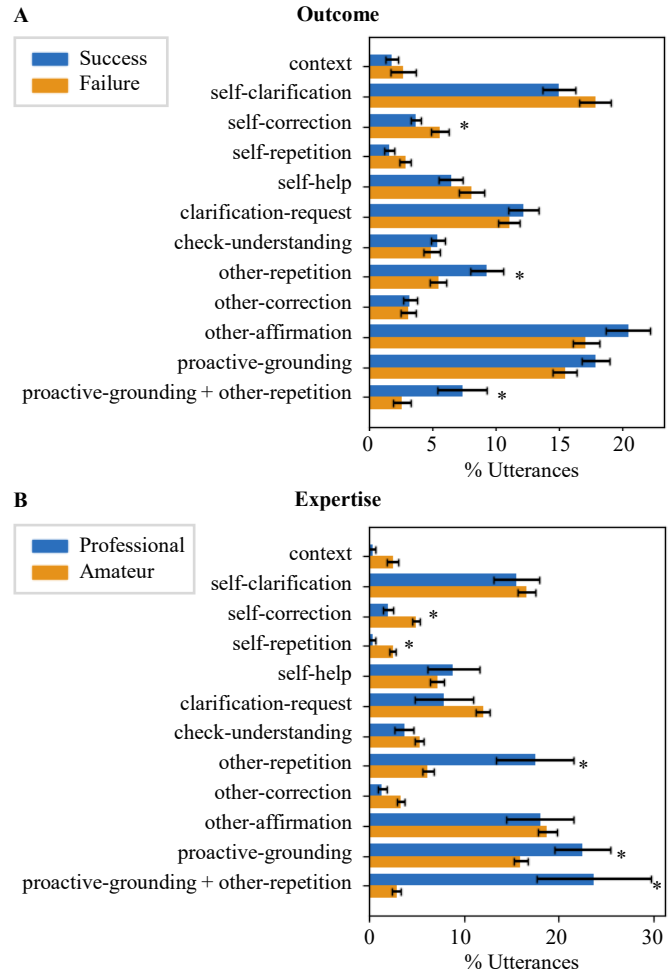 A
Outcome
Success
Failure
context
self-clarification
self-correction
*
self-repetition
self-help
clarification-request
check-understanding
other-repetition
*
other-correction
other-affirmation
proactive-grounding
proactive-grounding + other-repetition
*
0 5 10 15 20
% Utterances
B
Expertise
Professional
Amateur
context
self-clarification
self-correction
*
self-repetition
*
self-help
clarification-request
check-understanding
other-repetition
*
other-correction
other-affirmation
proactive-grounding
*
proactive-grounding + other-repetition
*
0 10 20 30
% Utterances